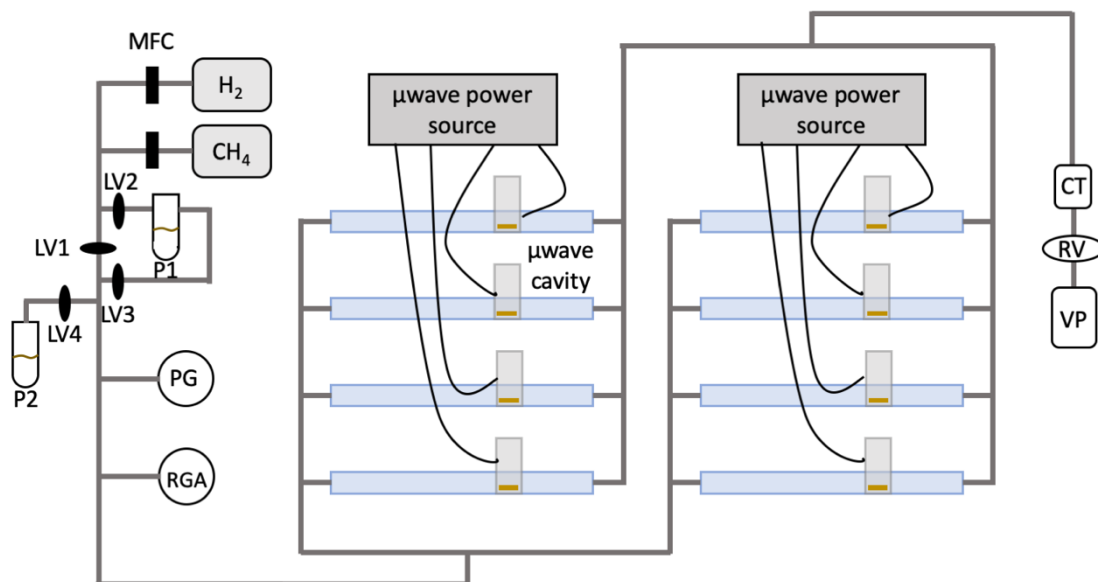 MFC
H₂
CH₄
LV2
LV1
P1
LV3
LV4
P2
PG
RGA
μwave power
source
μwave
cavity
μwave power
source
CT
RV
VP